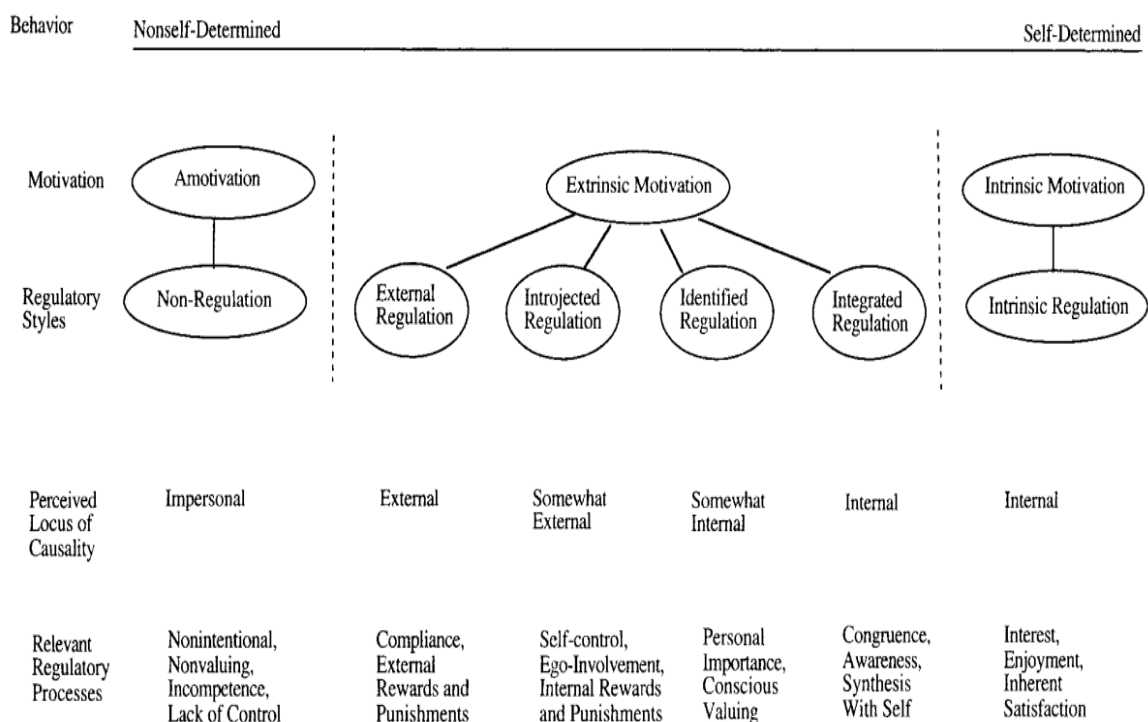 Behavior
Nonself-Determined
Self-Determined
Motivation
Amotivation
Extrinsic Motivation
Intrinsic Motivation
Regulatory
Styles
Non-Regulation
External
Regulation
Introjected
Regulation
Identified
Regulation
Integrated
Regulation
Intrinsic Regulation
Perceived
Locus of
Causality
Impersonal
External
Somewhat
External
Somewhat
Internal
Internal
Internal
Relevant
Regulatory
Processes
Nonintentional,
Nonvaluing,
Incompetence,
Lack of Control
Compliance,
External
Rewards and
Punishments
Self-control,
Ego-Involvement,
Internal Rewards
and Punishments
Personal
Importance,
Conscious
Valuing
Congruence,
Awareness,
Synthesis
With Self
Interest,
Enjoyment,
Inherent
Satisfaction